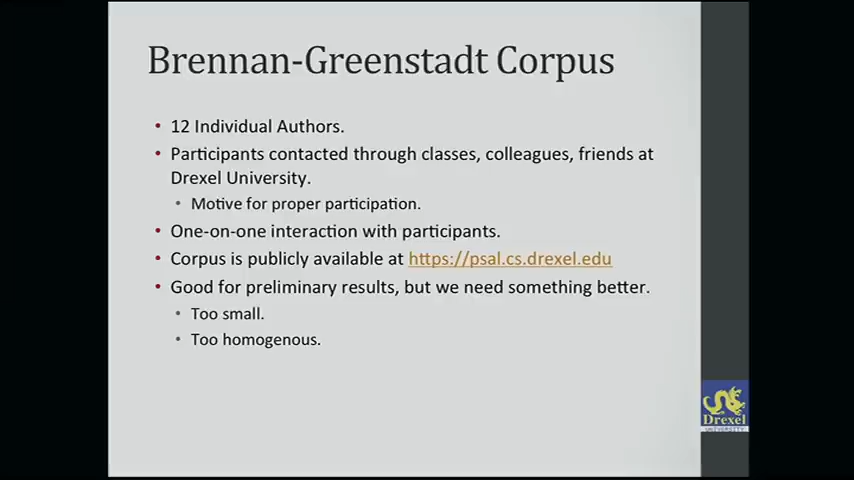 Brennan-Greenstadt Corpus
• 12 Individual Authors.
• Participants contacted through classes, colleagues, friends at
Drexel University.
• Motive for proper participation.
• One-on-one interaction with participants.
• Corpus is publicly available at https://psal.cs.drexel.edu
• Good for preliminary results, but we need something better.
• Too small.
• Too homogenous.
Drexel
UNIVERSITY